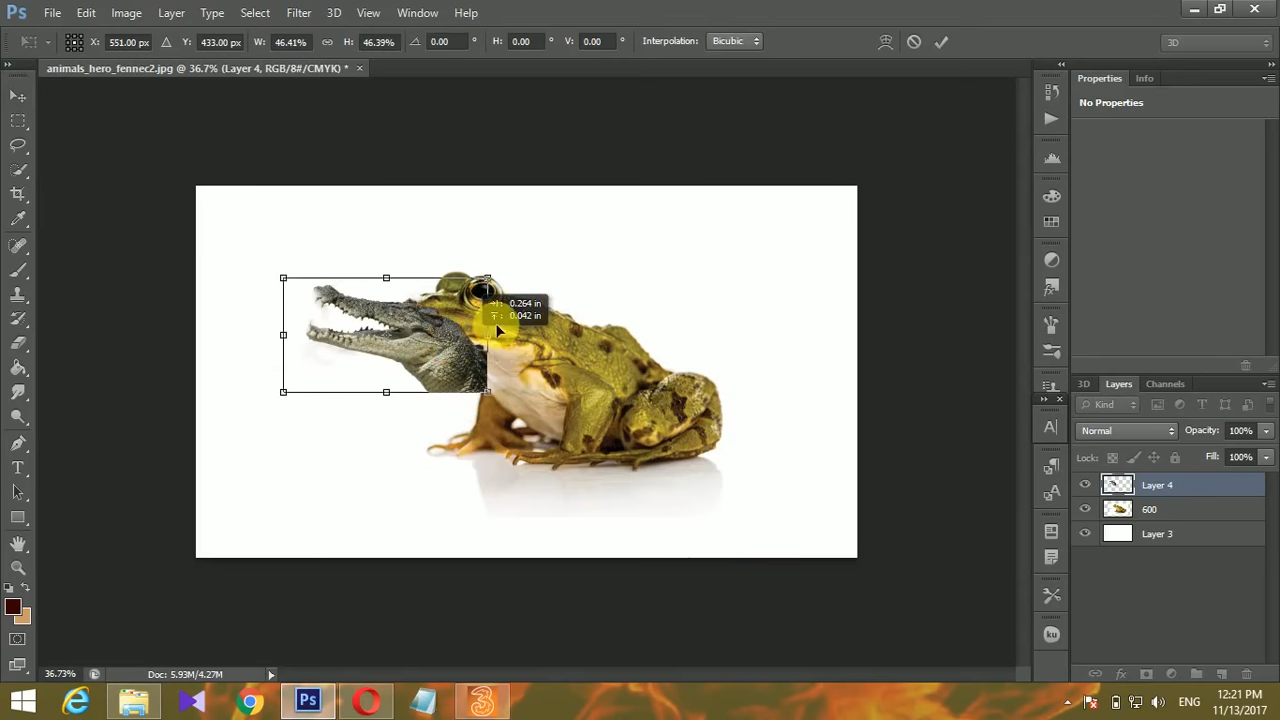 Ps File Edit Image Layer Type Select Filter 3D View Window Help
X: 551.00 px Y: 433.00 px W: 46.41% H: 46.39% 0.00 ° H: 0.00 ° V: 0.00 ° Interpolation: Bicubic 3D
animals_hero_fennec2.jpg @ 36.7% (Layer 4, RGB/8#/CMYK) * ×
Properties Info
No Properties
: 0.264 in
: 0.042 in
3D Layers Channels
Kind T
Normal Opacity: 100%
Lock: Fill: 100%
Layer 4
600
Layer 3
ku
36.73% Doc: 5.93M/4.27M
Ps ENG 12:21 PM
11/13/2017